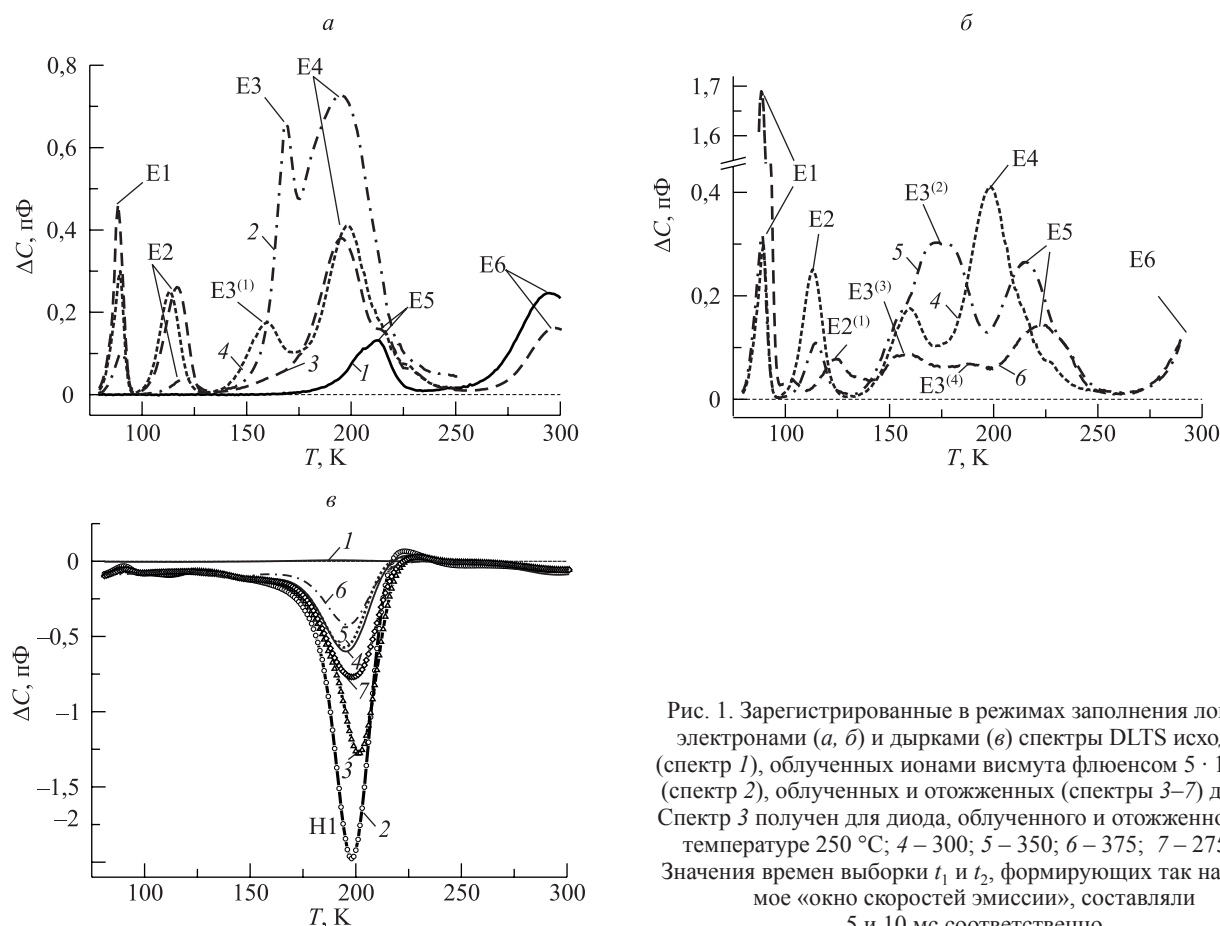 а
0,8
0,6
0,4
0,2
0
ΔC, пФ
E1
E2
E3
E4
E3(1)
E5
E6
2
4
3
1
100 150 200 250 300
T, K
б
1,7
1,6
0,4
0,2
0
ΔC, пФ
E1
E2
E3(2)
E4
5
E3(3)
4
E5
E6
E2(1)
E3(4)
6
100 150 200 250 300
T, K
в
0
–0,5
–1
–1,5
–2
ΔC, пФ
1
6
5
4
7
3
H1
2
100 150 200 250 300
T, K
Рис. 1. Зарегистрированные в режимах заполнения
электронами (а, б) и дырками (в) спектры DLTS
(спектр 1), облученных ионами висмута флюенсом 5 ·
(спектр 2), облученных и отожженных (спектры 3–7)
Спектр 3 получен для диода, облученного и
температуре 250 °C; 4 – 300; 5 – 350; 6 – 375; 7 –
Значения времен выборки t1 и t2, формирующих так
мое «окно скоростей эмиссии», составляли
5 и 10 мс соответственно